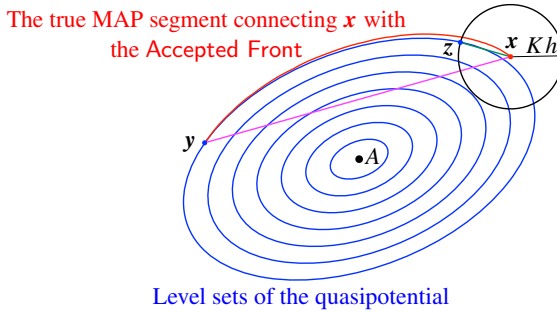 The true MAP segment connecting x with
the Accepted Front
x Kh
z
y
A
Level sets of the quasipotential